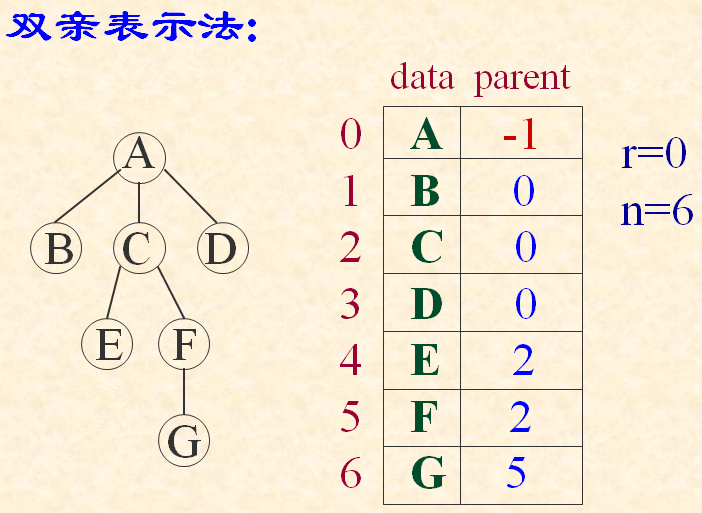 双亲表示法:
data parent
0 A -1
1 B 0
2 C 0
3 D 0
4 E 2
5 F 2
6 G 5
r=0
n=6
A
B C D
E F
G